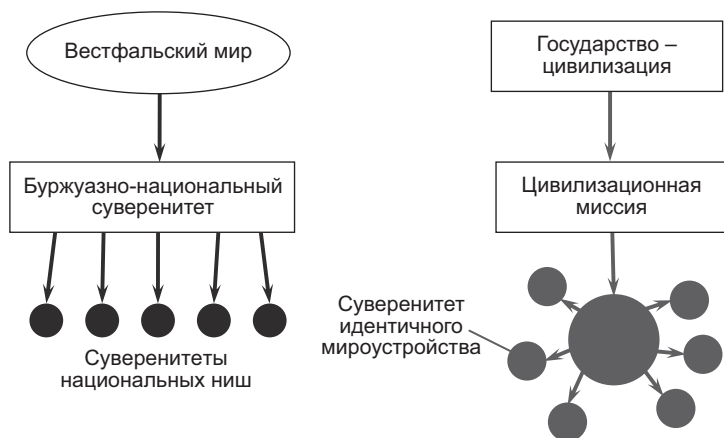 Вестфальский мир
Буржуазно-национальный
суверенитет
Суверенитеты
национальных ниш
Государство –
цивилизация
Цивилизационная
миссия
Суверенитет
идентичного
мироустройства